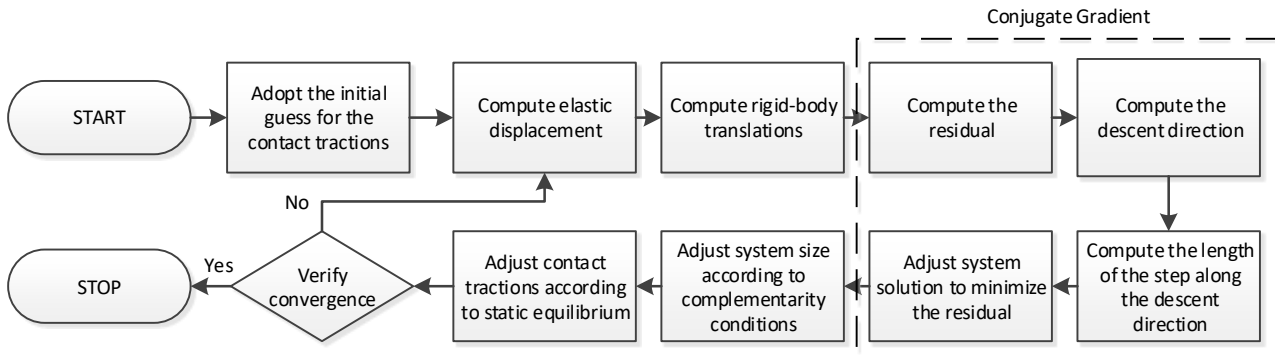 Conjugate Gradient
START
Adopt the initial
guess for the
contact tractions
Compute elastic
displacement
Compute rigid-body
translations
Compute the
residual
Compute the
descent direction
No
Yes
STOP
Verify
convergence
Adjust contact
tractions according
to static equilibrium
Adjust system size
according to
complementarity
conditions
Adjust system
solution to minimize
the residual
Compute the length
of the step along
the descent
direction